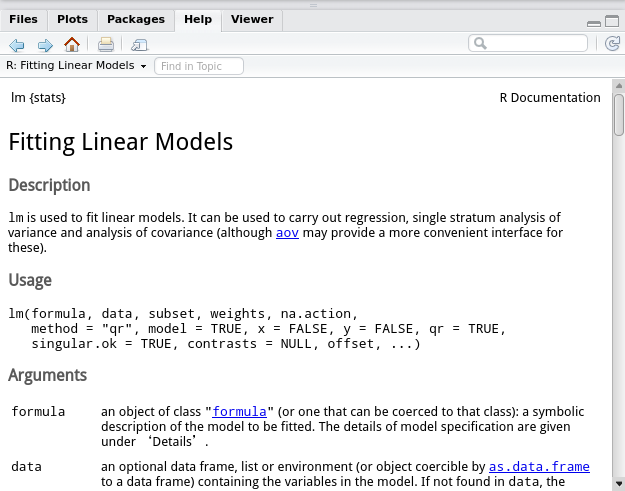 Files Plots Packages Help Viewer
R: Fitting Linear Models Find in Topic
lm {stats} R Documentation
Fitting Linear Models
Description
lm is used to fit linear models. It can be used to carry out regression, single stratum analysis of
variance and analysis of covariance (although aov may provide a more convenient interface for
these).
Usage
lm(formula, data, subset, weights, na.action,
   method = "qr", model = TRUE, x = FALSE, y = FALSE, qr = TRUE,
   singular.ok = TRUE, contrasts = NULL, offset, ...)
Arguments
formula an object of class "formula" (or one that can be coerced to that class): a symbolic
description of the model to be fitted. The details of model specification are given
under ‘Details’.
data an optional data frame, list or environment (or object coercible by as.data.frame
to a data frame) containing the variables in the model. If not found in data, the